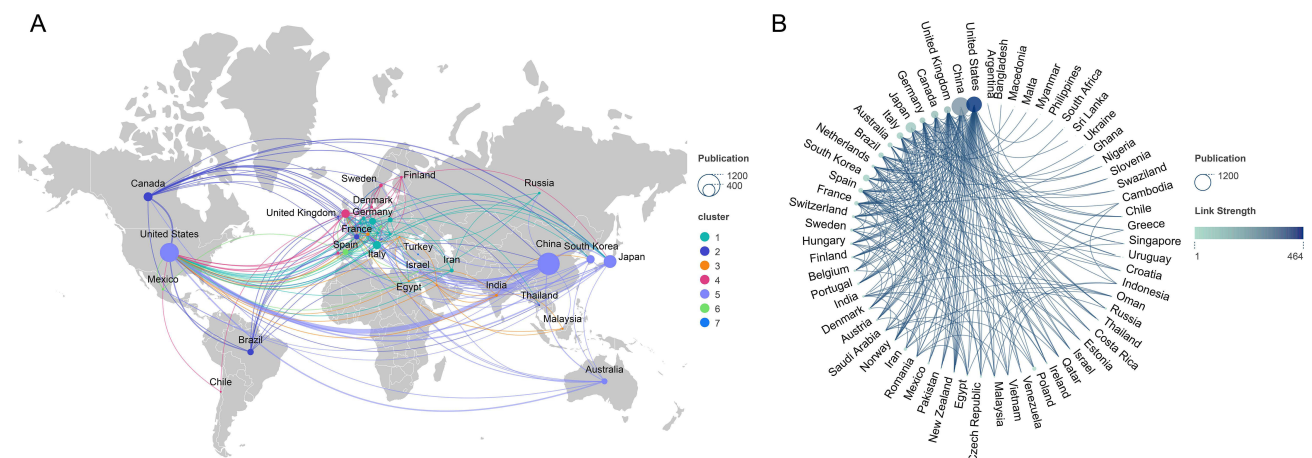 A
Canada
United States
Mexico
Brazil
Chile
Sweden
Finland
Denmark
United Kingdom
Germany
France
Spain
Italy
Turkey
Israel
Iran
Egypt
Russia
China
South Korea
Japan
India
Thailand
Malaysia
Australia
Publication
1200
400
cluster
1
2
3
4
5
6
7
B
United States
Argentina
Bangladesh
Macedonia
Malta
Myanmar
Philippines
South Africa
Sri Lanka
Ukraine
Ghana
Nigeria
Slovenia
Swaziland
Cambodia
Chile
Greece
Singapore
Uruguay
Croatia
Indonesia
Oman
Russia
Thailand
Costa Rica
Estonia
Israel
Qatar
Ireland
Poland
Venezuela
Vietnam
Malaysia
Czech Republic
Egypt
New Zealand
Pakistan
Mexico
Romania
Iran
Norway
Saudi Arabia
Austria
Denmark
India
Portugal
Belgium
Finland
Hungary
Sweden
Switzerland
France
Spain
South Korea
Netherlands
Brazil
Australia
Italy
Japan
Germany
Canada
United Kingdom
China
Publication
1200
Link Strength
1
464